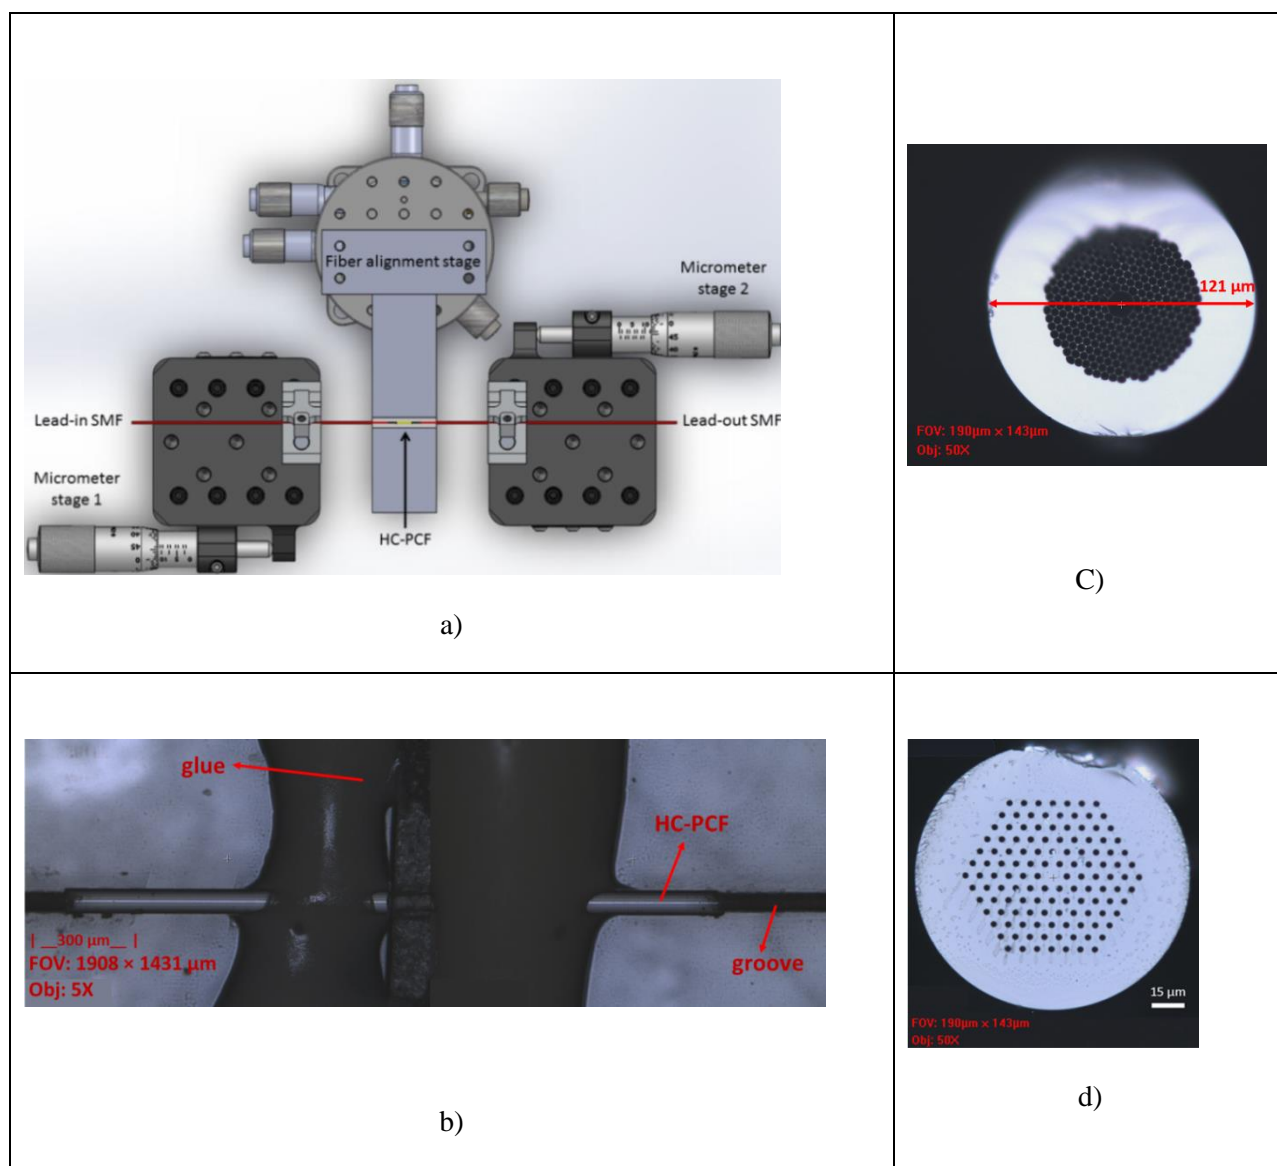 Fiber alignment stage
Micrometer
stage 2
Lead-in SMF
Lead-out SMF
Micrometer
stage 1
HC-PCF
a)
121 μm
FOV: 190μm × 143μm
Obj: 50X
C)
glue
HC-PCF
groove
| __300 μm__ |
FOV: 1908 × 1431 μm
Obj: 5X
b)
15 μm
FOV: 190μm × 143μm
Obj: 50X
d)